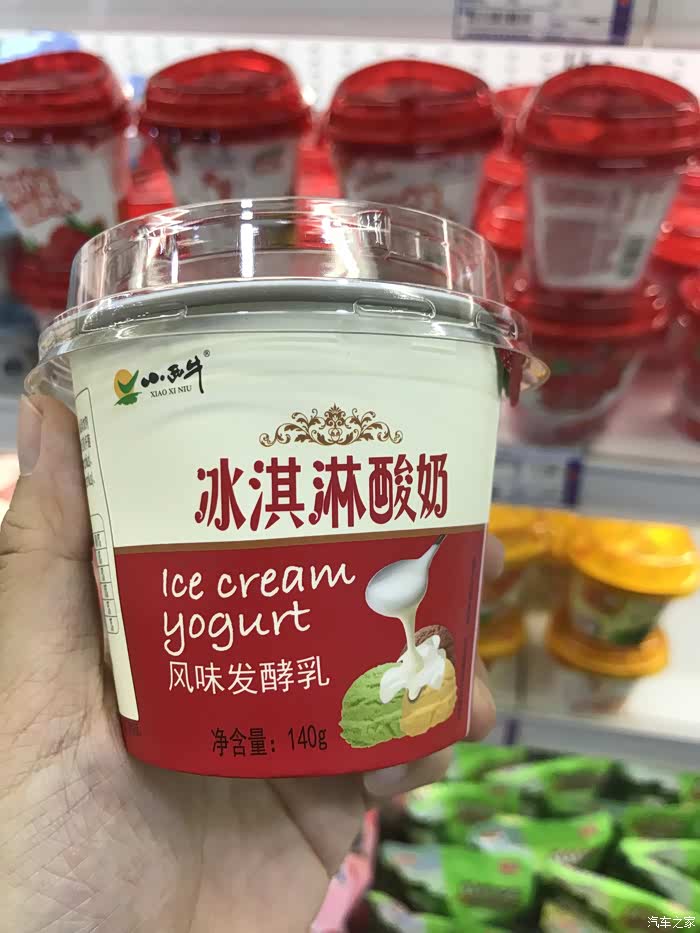 小西牛®
XIAO XI NIU
冰淇淋酸奶
Ice cream
yogurt
风味发酵乳
净含量：140g
汽车之家